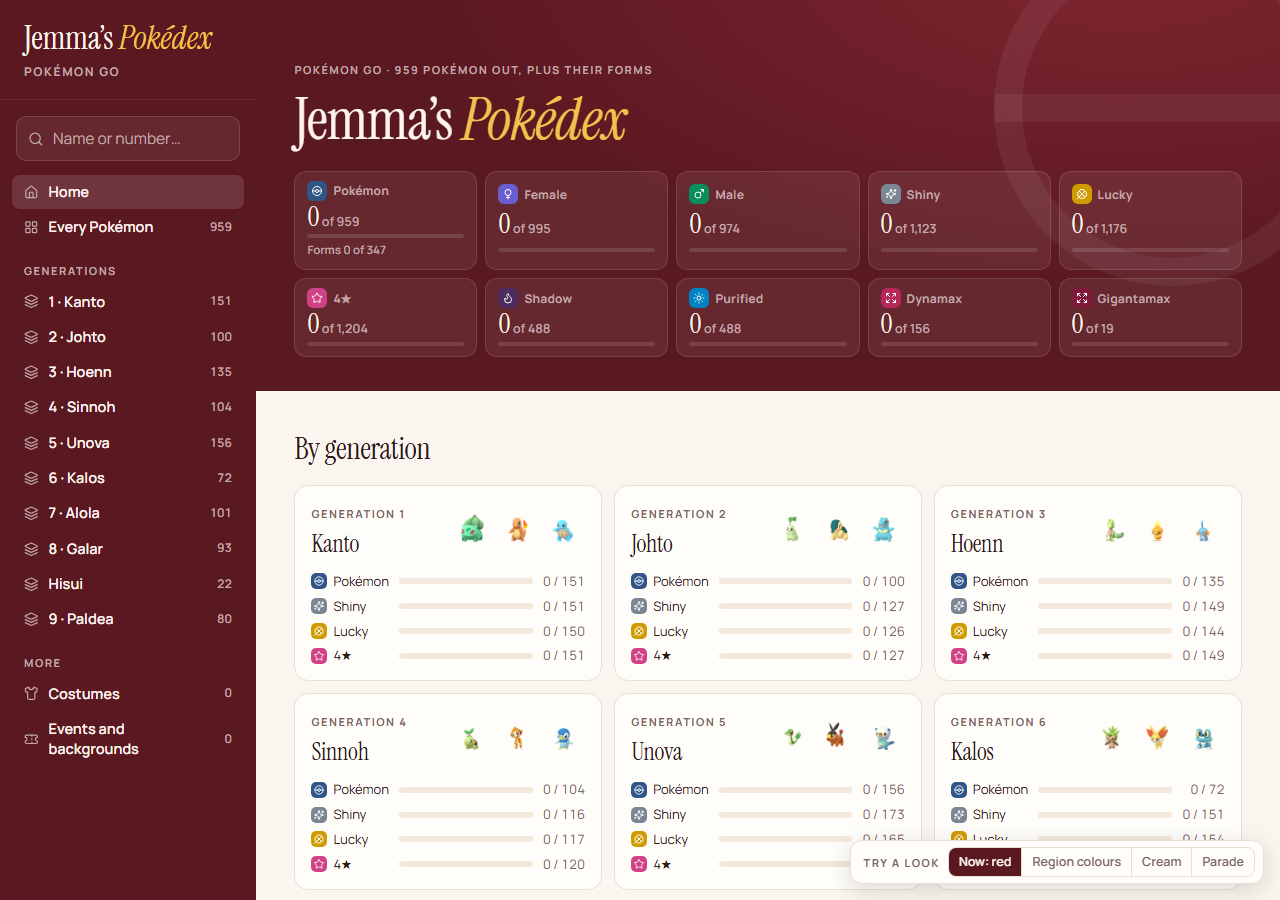 Jemma's Pokédex
POKÉMON GO
Name or number...
Home
Every Pokémon 959
GENERATIONS
1 · Kanto 151
2 · Johto 100
3 · Hoenn 135
4 · Sinnoh 104
5 · Unova 156
6 · Kalos 72
7 · Alola 101
8 · Galar 93
Hisui 22
9 · Paldea 80
MORE
Costumes 0
Events and
backgrounds 0
POKÉMON GO · 959 POKÉMON OUT, PLUS THEIR FORMS
Jemma's Pokédex
Pokémon
0 of 959
Forms 0 of 347
Female
0 of 995
Male
0 of 974
Shiny
0 of 1,123
Lucky
0 of 1,176
4★
0 of 1,204
Shadow
0 of 488
Purified
0 of 488
Dynamax
0 of 156
Gigantamax
0 of 19
By generation
GENERATION 1
Kanto
Pokémon 0 / 151
Shiny 0 / 151
Lucky 0 / 150
4★ 0 / 151
GENERATION 2
Johto
Pokémon 0 / 100
Shiny 0 / 127
Lucky 0 / 126
4★ 0 / 127
GENERATION 3
Hoenn
Pokémon 0 / 135
Shiny 0 / 149
Lucky 0 / 144
4★ 0 / 149
GENERATION 4
Sinnoh
Pokémon 0 / 104
Shiny 0 / 116
Lucky 0 / 117
4★ 0 / 120
GENERATION 5
Unova
Pokémon 0 / 156
Shiny 0 / 173
Lucky 0 / 165
4★
GENERATION 6
Kalos
Pokémon 0 / 72
Shiny 0 / 151
Lucky 0 / 154
TRY A LOOK Now: red Region colours Cream Parade